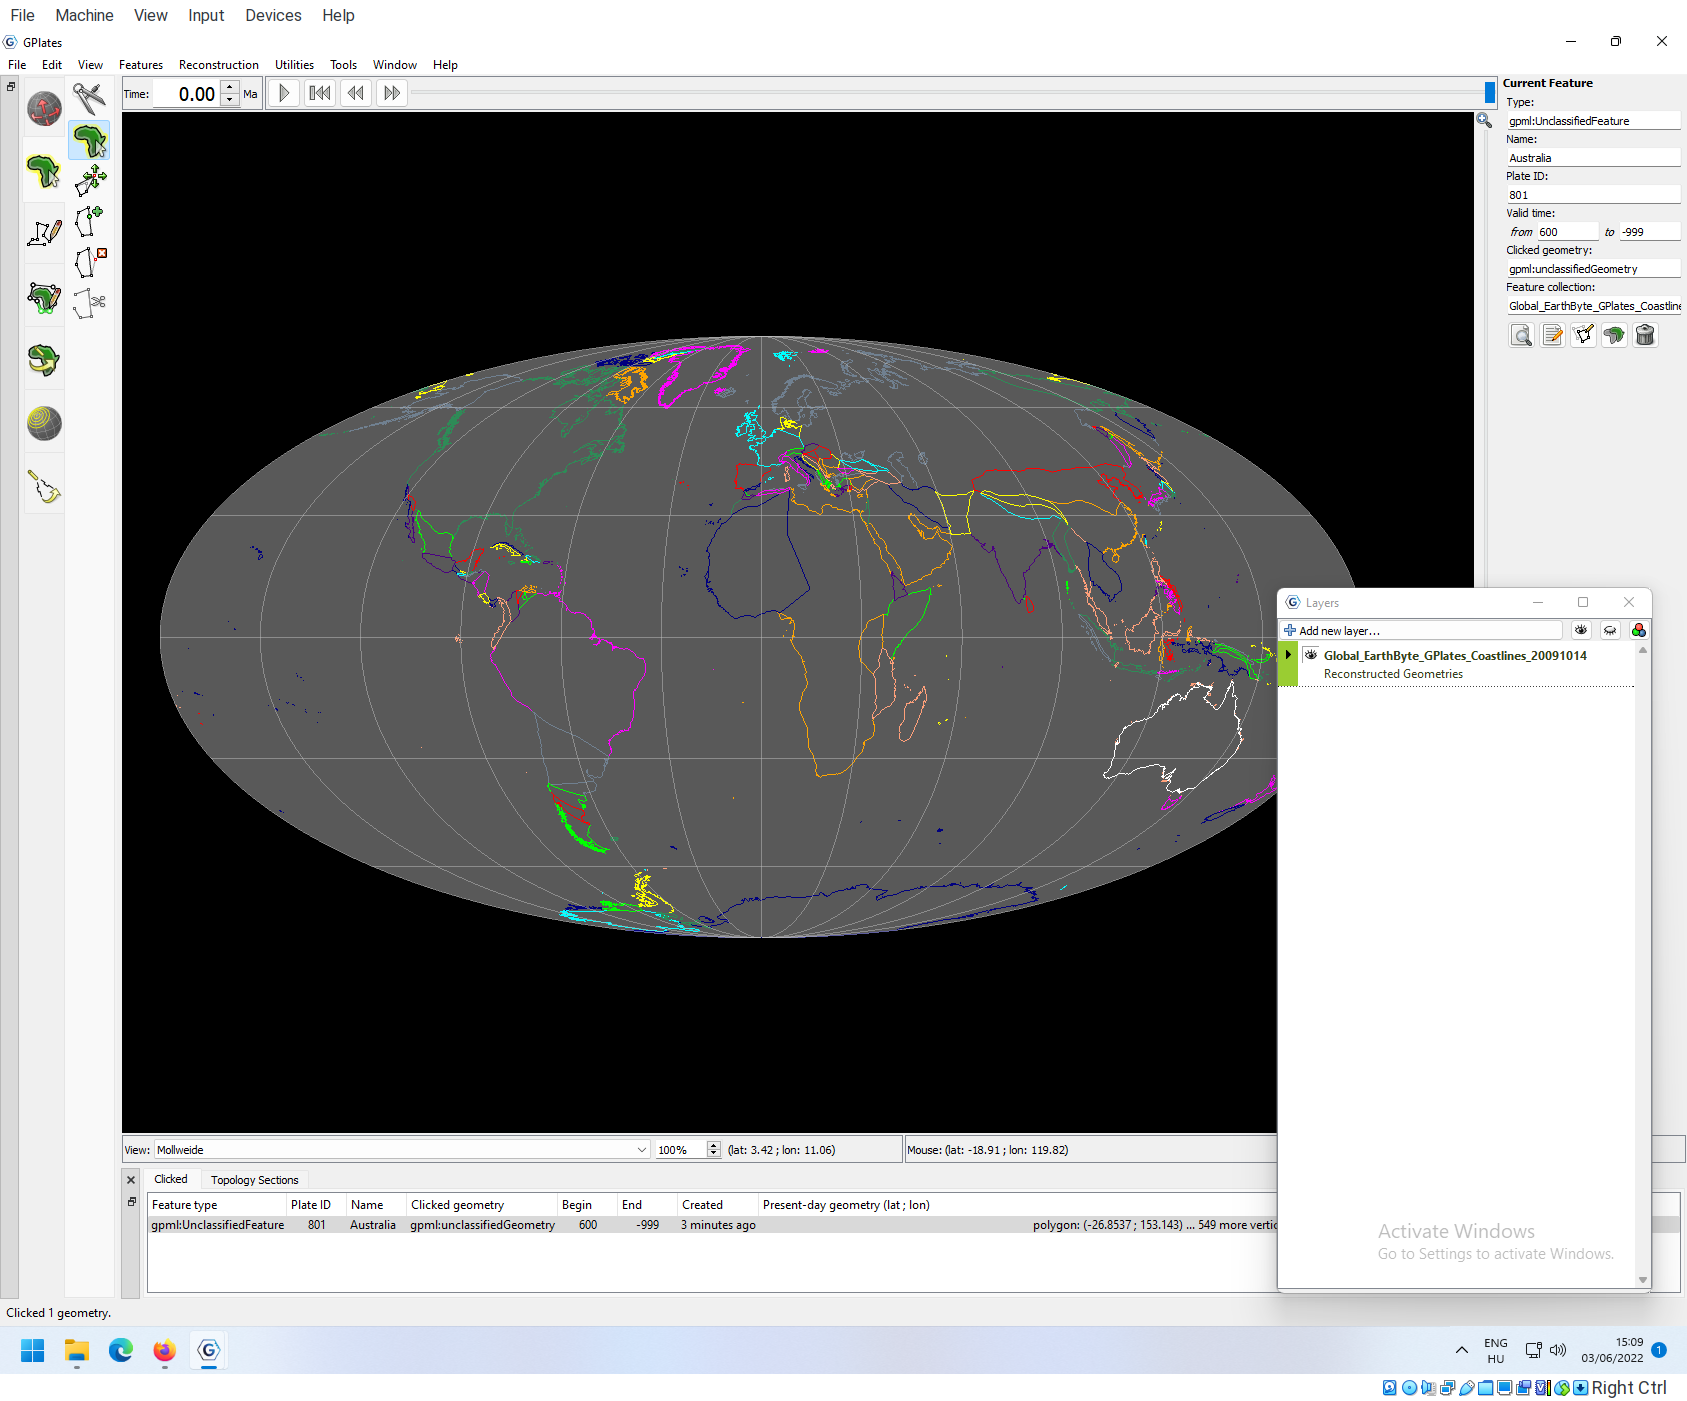 File Machine View Input Devices Help
GPlates
File Edit View Features Reconstruction Utilities Tools Window Help
Time: 0.00 Ma
Current Feature
Type:
gpml:UnclassifiedFeature
Name:
Australia
Plate ID:
801
Valid time:
from 600 to -999
Clicked geometry:
gpml:unclassifiedGeometry
Feature collection:
Global_EarthByte_GPlates_Coastline
Layers
Add new layer...
Global_EarthByte_GPlates_Coastlines_20091014
Reconstructed Geometries
View: Mollweide 100% (lat: 3.42 ; lon: 11.06) Mouse: (lat: -18.91 ; lon: 119.82)
Clicked Topology Sections
Feature type Plate ID Name Clicked geometry Begin End Created Present-day geometry (lat ; lon)
gpml:UnclassifiedFeature 801 Australia gpml:unclassifiedGeometry 600 -999 3 minutes ago polygon: (-26.8537 ; 153.143) ... 549 more vertic
Activate Windows
Go to Settings to activate Windows.
Clicked 1 geometry.
ENG
HU
15:09
03/06/2022
1
Right Ctrl